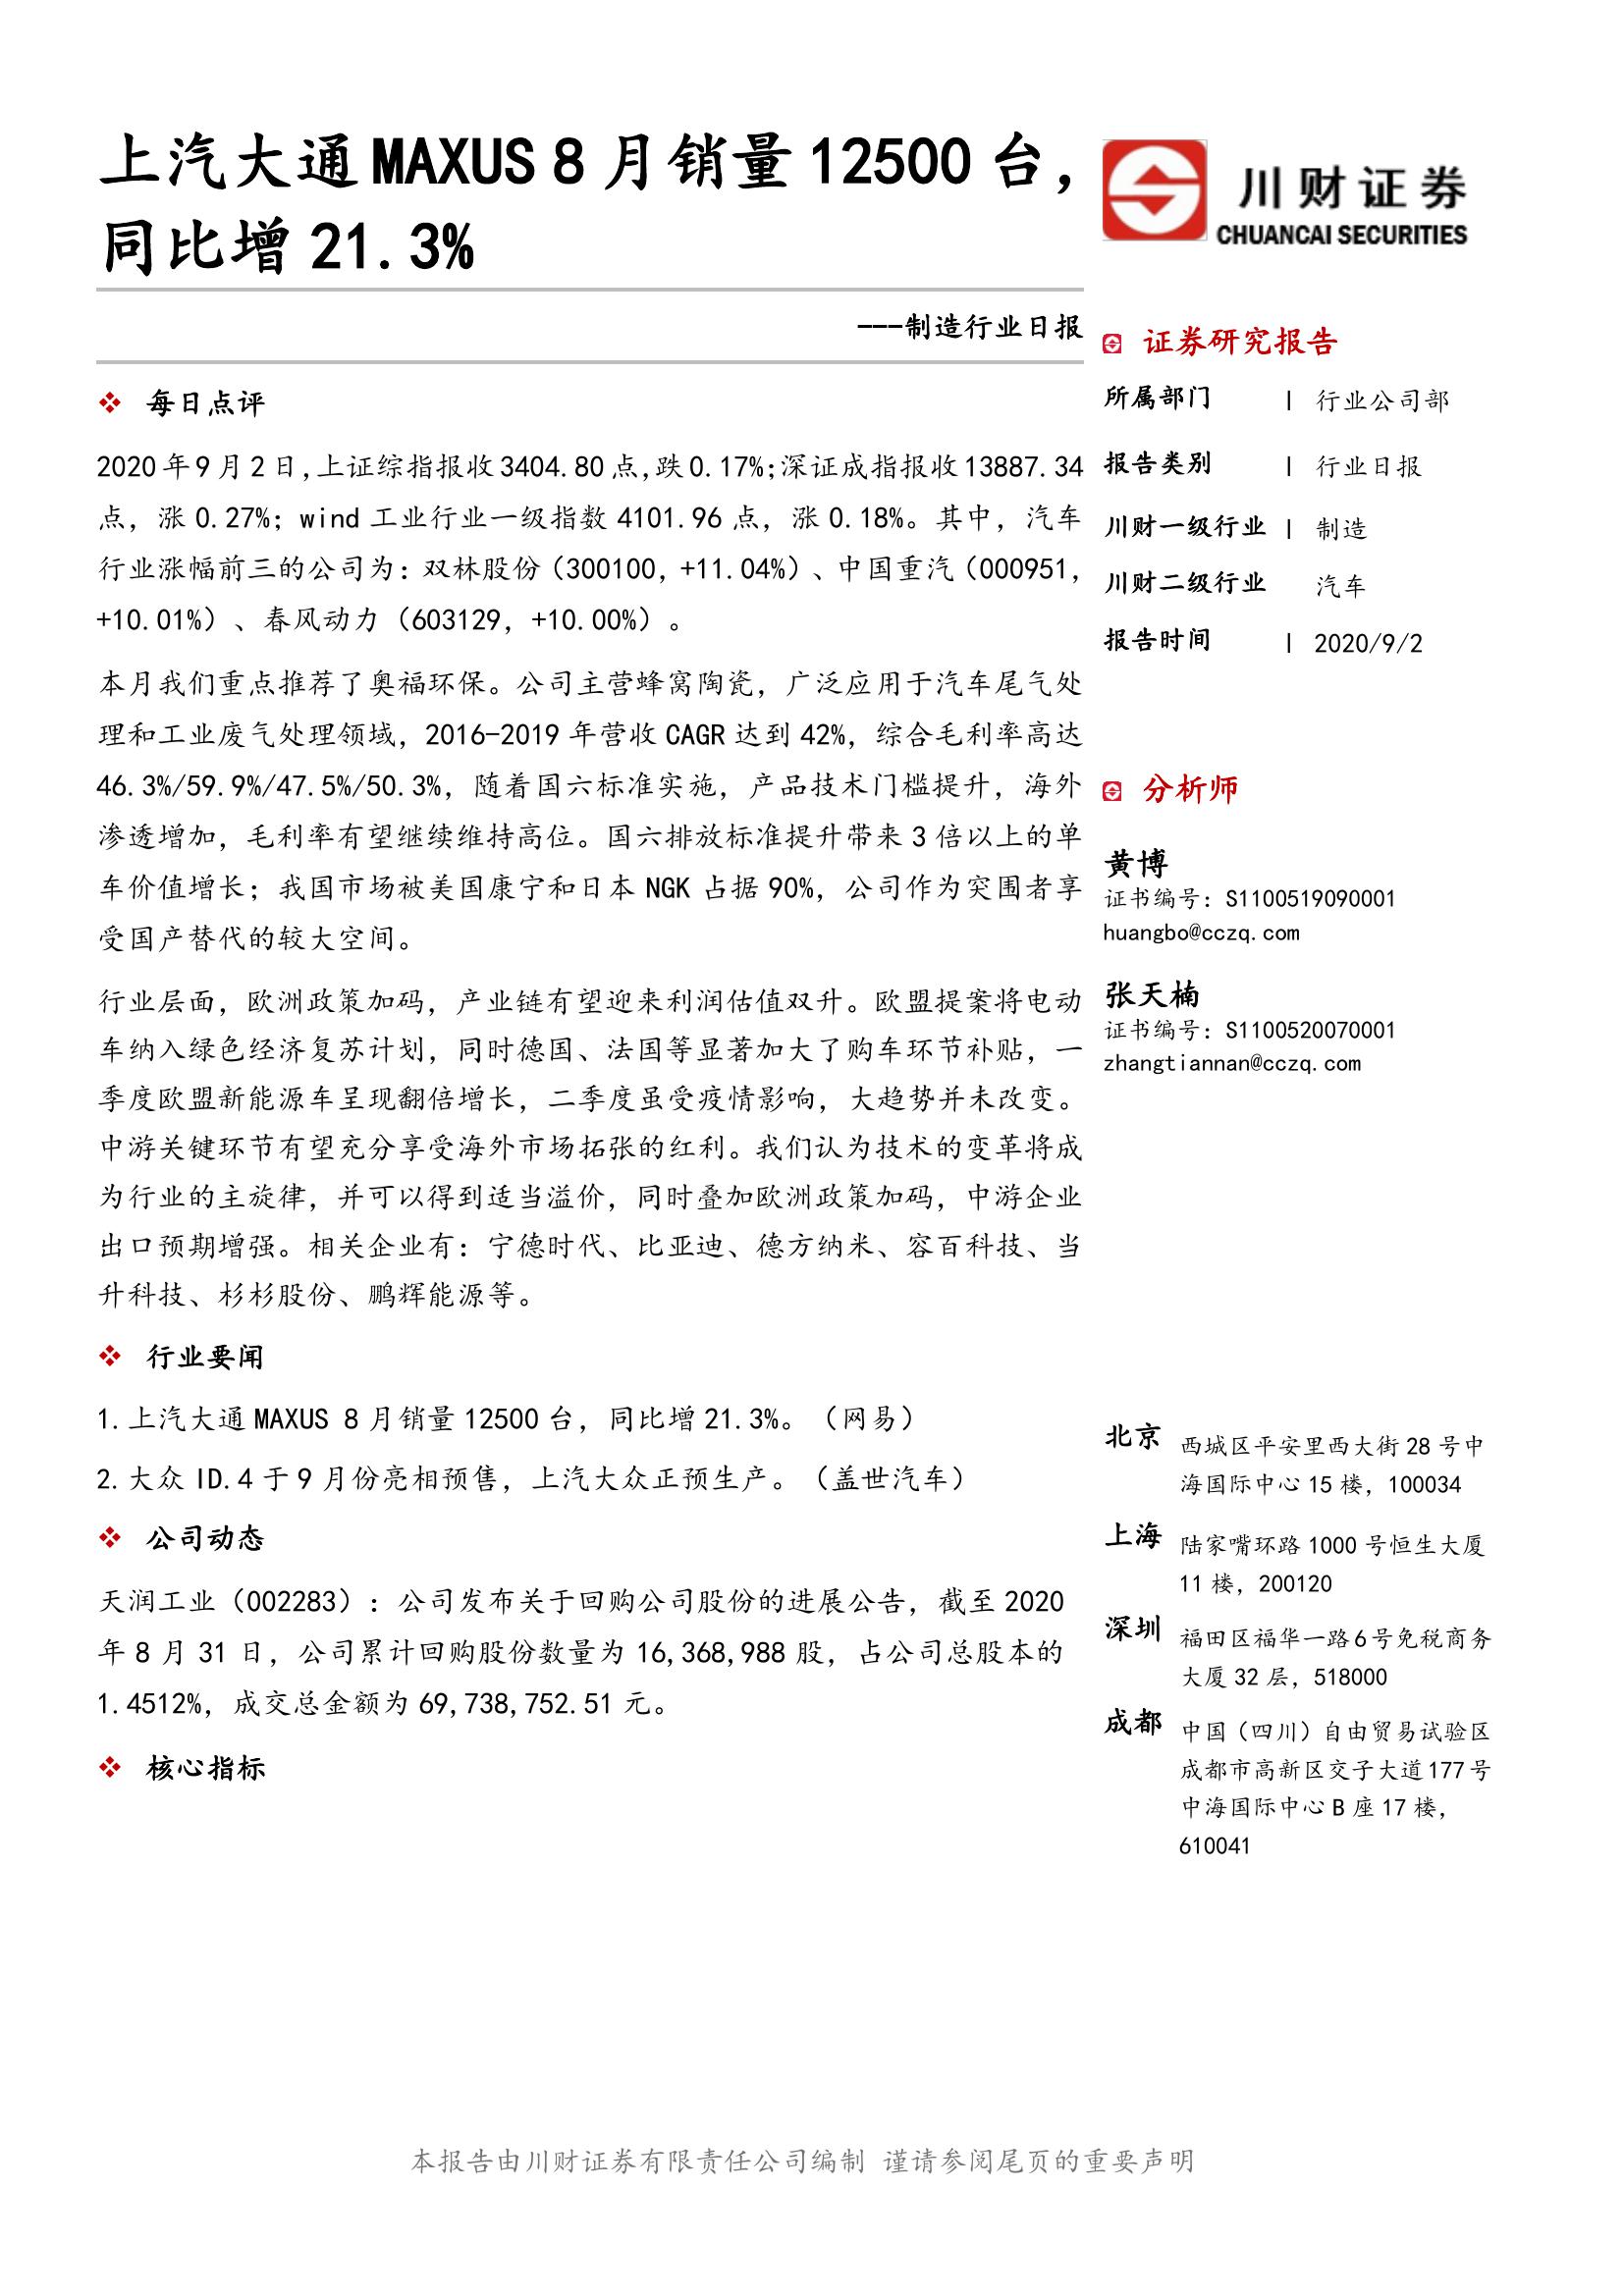 上汽大通 MAXUS 8 月销量 12500 台，
同比增 21.3%
---制造行业日报
每日点评
2020 年 9 月 2 日，上证综指报收 3404.80 点，跌 0.17%；深证成指报收 13887.34
点，涨 0.27%；wind 工业行业一级指数 4101.96 点，涨 0.18%。其中，汽车
行业涨幅前三的公司为：双林股份（300100，+11.04%）、中国重汽（000951，
+10.01%）、春风动力（603129，+10.00%）。
本月我们重点推荐了奥福环保。公司主营蜂窝陶瓷，广泛应用于汽车尾气处
理和工业废气处理领域，2016-2019 年营收 CAGR 达到 42%，综合毛利率高达
46.3%/59.9%/47.5%/50.3%，随着国六标准实施，产品技术门槛提升，海外
渗透增加，毛利率有望继续维持高位。国六排放标准提升带来 3 倍以上的单
车价值增长；我国市场被美国康宁和日本 NGK 占据 90%，公司作为突围者享
受国产替代的较大空间。
行业层面，欧洲政策加码，产业链有望迎来利润估值双升。欧盟提案将电动
车纳入绿色经济复苏计划，同时德国、法国等显著加大了购车环节补贴，一
季度欧盟新能源车呈现翻倍增长，二季度虽受疫情影响，大趋势并未改变。
中游关键环节有望充分享受海外市场拓张的红利。我们认为技术的变革将成
为行业的主旋律，并可以得到适当溢价，同时叠加欧洲政策加码，中游企业
出口预期增强。相关企业有：宁德时代、比亚迪、德方纳米、容百科技、当
升科技、杉杉股份、鹏辉能源等。
行业要闻
1. 上汽大通 MAXUS 8 月销量 12500 台，同比增 21.3%。（网易）
2. 大众 ID.4 于 9 月份亮相预售，上汽大众正预生产。（盖世汽车）
公司动态
天润工业（002283）：公司发布关于回购公司股份的进展公告，截至 2020
年 8 月 31 日，公司累计回购股份数量为 16,368,988 股，占公司总股本的
1.4512%，成交总金额为 69,738,752.51 元。
核心指标
川财证券
CHUANCAI SECURITIES
证券研究报告
所属部门 | 行业公司部
报告类别 | 行业日报
川财一级行业 | 制造
川财二级行业 汽车
报告时间 | 2020/9/2
分析师
黄博
证书编号：S1100519090001
huangbo@cczq.com
张天楠
证书编号：S1100520070001
zhangtiannan@cczq.com
北京 西城区平安里西大街 28 号中
海国际中心 15 楼，100034
上海 陆家嘴环路 1000 号恒生大厦
11 楼，200120
深圳 福田区福华一路 6 号免税商务
大厦 32 层，518000
成都 中国（四川）自由贸易试验区
成都市高新区交子大道 177 号
中海国际中心 B 座 17 楼，
610041
本报告由川财证券有限责任公司编制 谨请参阅尾页的重要声明